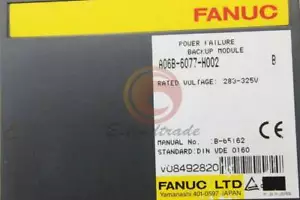 FANUC
POWER FAILURE
BACKUP MODULE
A06B-6077-H002 B
RATED VOLTAGE: 283-325V
MANUAL NO. :B-65162
STANDARD: DIN VDE 0160
V08492820
FANUC LTD
Yamanashi 401-0597 JAPAN